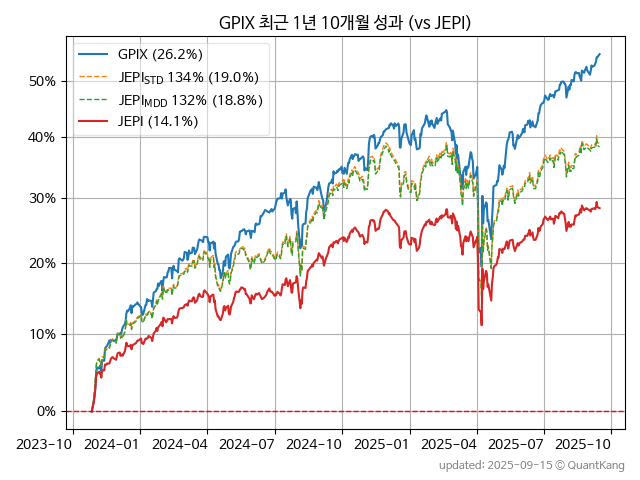 GPIX 최근 1년 10개월 성과 (vs JEPI)
GPIX (26.2%)
JEPISTD 134% (19.0%)
JEPIMDD 132% (18.8%)
JEPI (14.1%)
50%
40%
30%
20%
10%
0%
2023-10 2024-01 2024-04 2024-07 2024-10 2025-01 2025-04 2025-07 2025-10
updated: 2025-09-15 © QuantKang